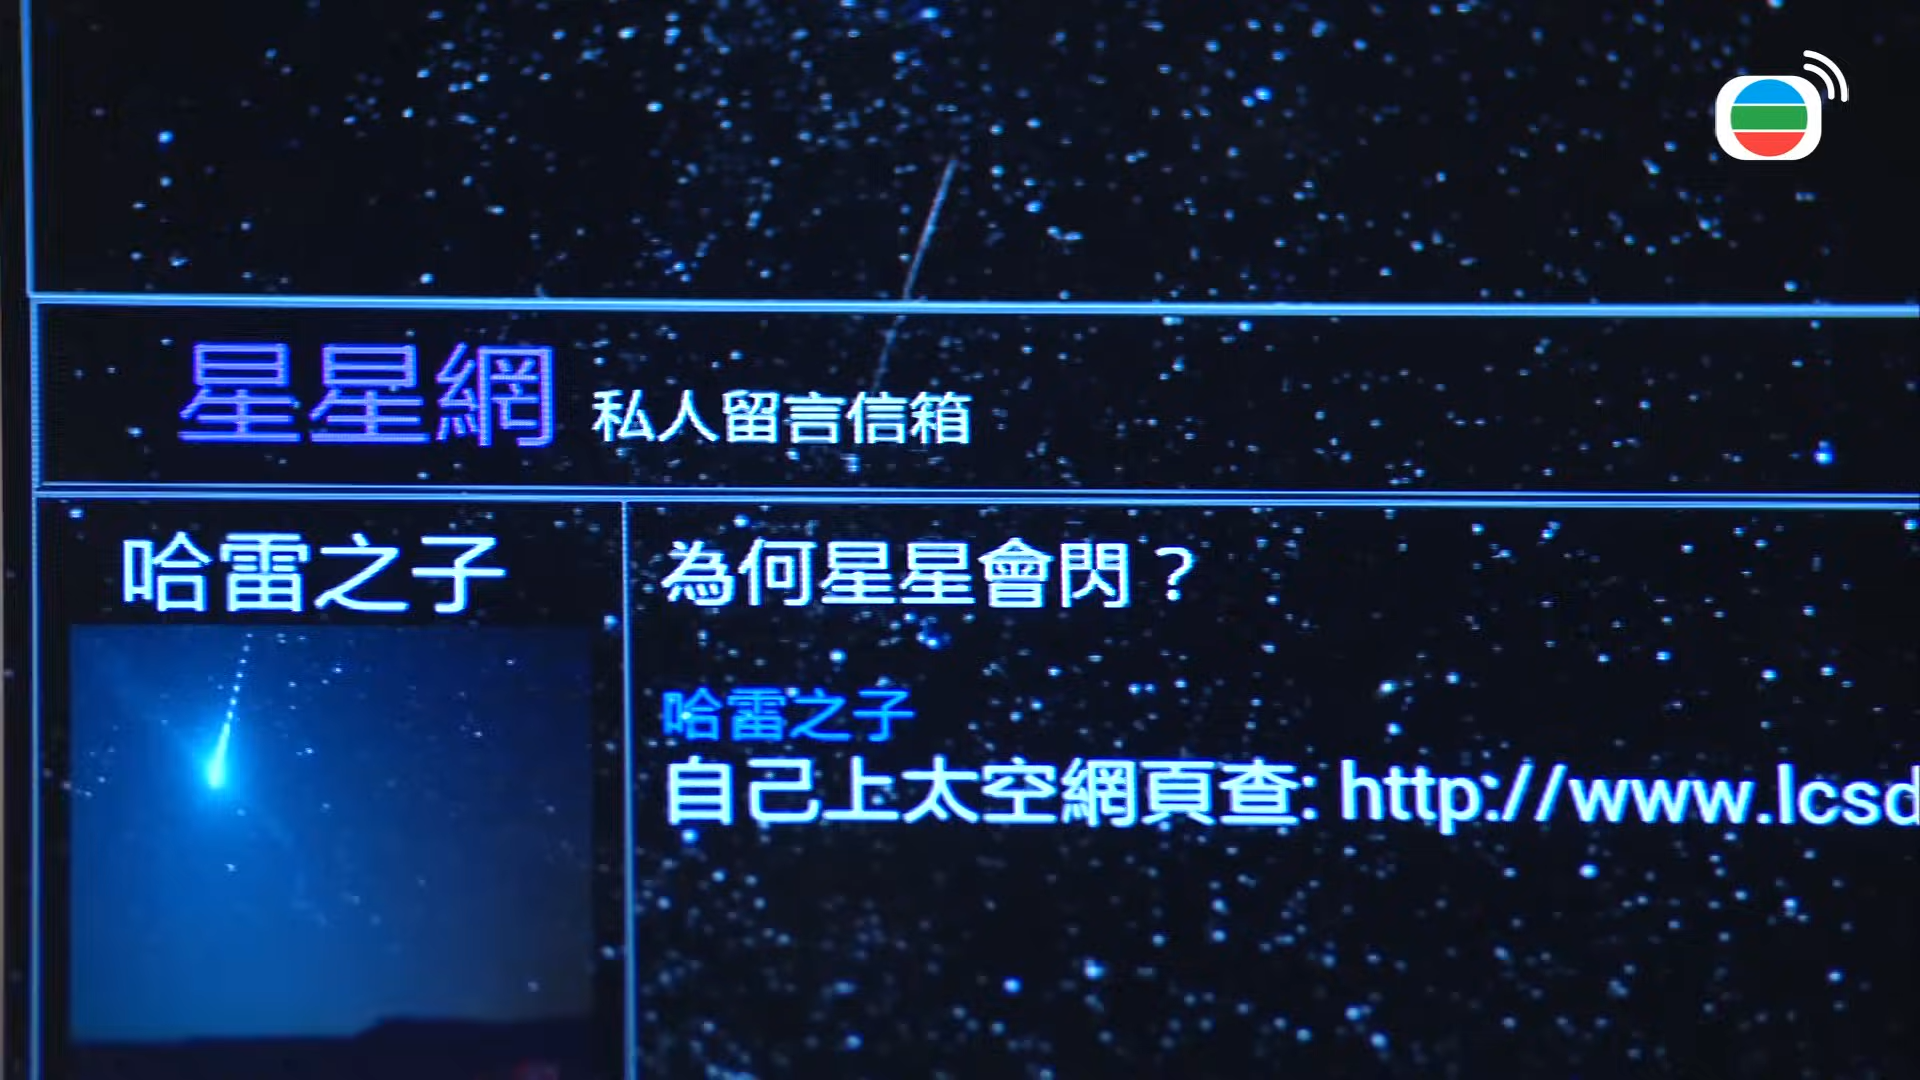 星星網 私人留言信箱
哈雷之子
為何星星會閃？
哈雷之子
自己上太空網頁查: http://www.lcsd